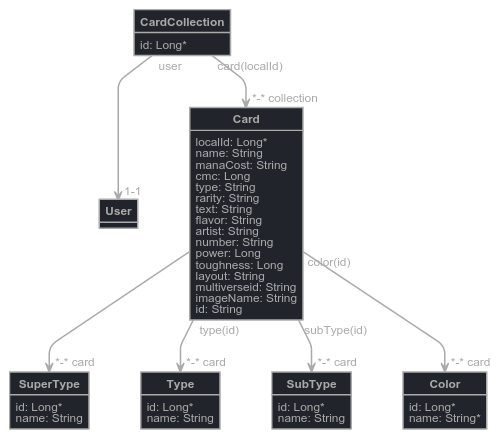 CardCollection
id: Long*
user
card(localId)
*-* collection
Card
localId: Long*
name: String
manaCost: String
cmc: Long
type: String
rarity: String
text: String
flavor: String
artist: String
number: String
power: Long
toughness: Long
layout: String
multiverseid: String
imageName: String
id: String
1-1
User
color(id)
type(id)
subType(id)
*-* card
*-* card
*-* card
*-* card
SuperType
id: Long*
name: String
Type
id: Long*
name: String
SubType
id: Long*
name: String
Color
id: Long*
name: String*